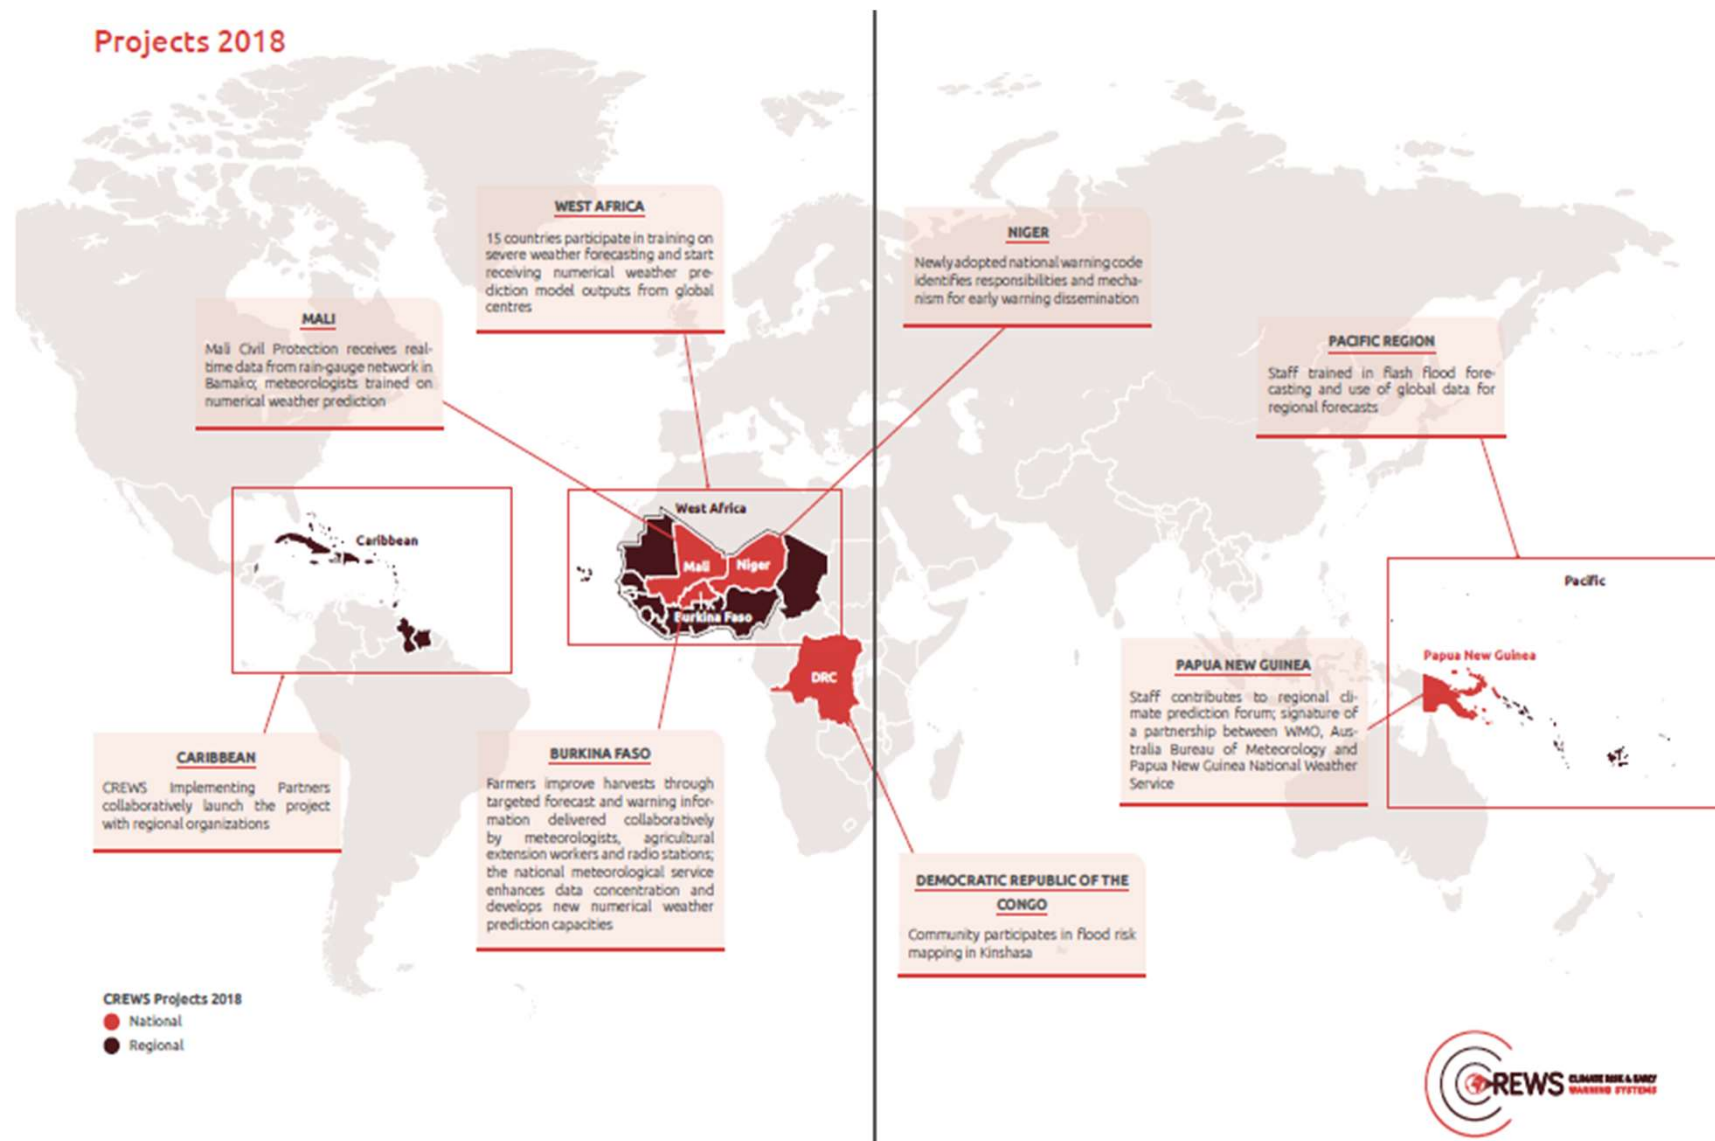 Projects 2018
WEST AFRICA
15 countries participate in training on
severe weather forecasting and start
receiving numerical weather pre-
diction model outputs from global
centres
NIGER
Newly adopted national warning code
identifies responsibilities and mecha-
nism for early warning dissemination
MALI
Mali Civil Protection receives real-
time data from rain-gauge network in
Bamako; meteorologists trained on
numerical weather prediction
PACIFIC REGION
Staff trained in flash flood fore-
casting and use of global data for
regional forecasts
Caribbean
West Africa
Mali
Niger
Burkina Faso
DRC
Pacific
Papua New Guinea
PAPUA NEW GUINEA
Staff contributes to regional cli-
mate prediction forum; signature of
a partnership between WMO, Aus-
tralia Bureau of Meteorology and
Papua New Guinea National Weather
Service
CARIBBEAN
CREWS Implementing Partners
collaboratively launch the project
with regional organizations
BURKINA FASO
Farmers improve harvests through
targeted forecast and warning infor-
mation delivered collaboratively
by meteorologists, agricultural
extension workers and radio stations;
the national meteorological service
enhances data concentration and
develops new numerical weather
prediction capacities
DEMOCRATIC REPUBLIC OF THE
CONGO
Community participates in flood risk
mapping in Kinshasa
CREWS Projects 2018
National
Regional
CREWS
CLIMATE RISK & EARLY
WARNING SYSTEMS